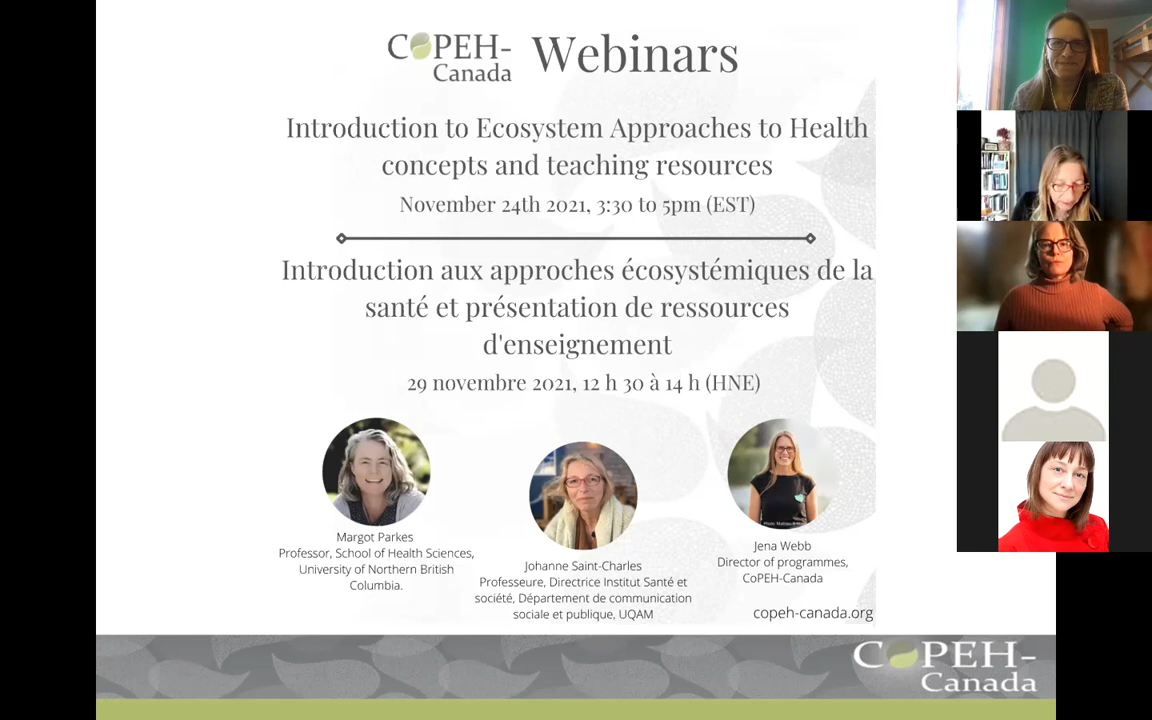 COPEH-
Canada
Webinars
Introduction to Ecosystem Approaches to Health
concepts and teaching resources
November 24th 2021, 3:30 to 5pm (EST)
Introduction aux approches écosystémiques de la
santé et présentation de ressources
d'enseignement
29 novembre 2021, 12 h 30 à 14 h (HNE)
Margot Parkes
Professor, School of Health Sciences,
University of Northern British
Columbia.
Johanne Saint-Charles
Professeure, Directrice Institut Santé et
société, Département de communication
sociale et publique, UQAM
Jena Webb
Director of programmes,
CoPEH-Canada
copeh-canada.org
COPEH-
Canada